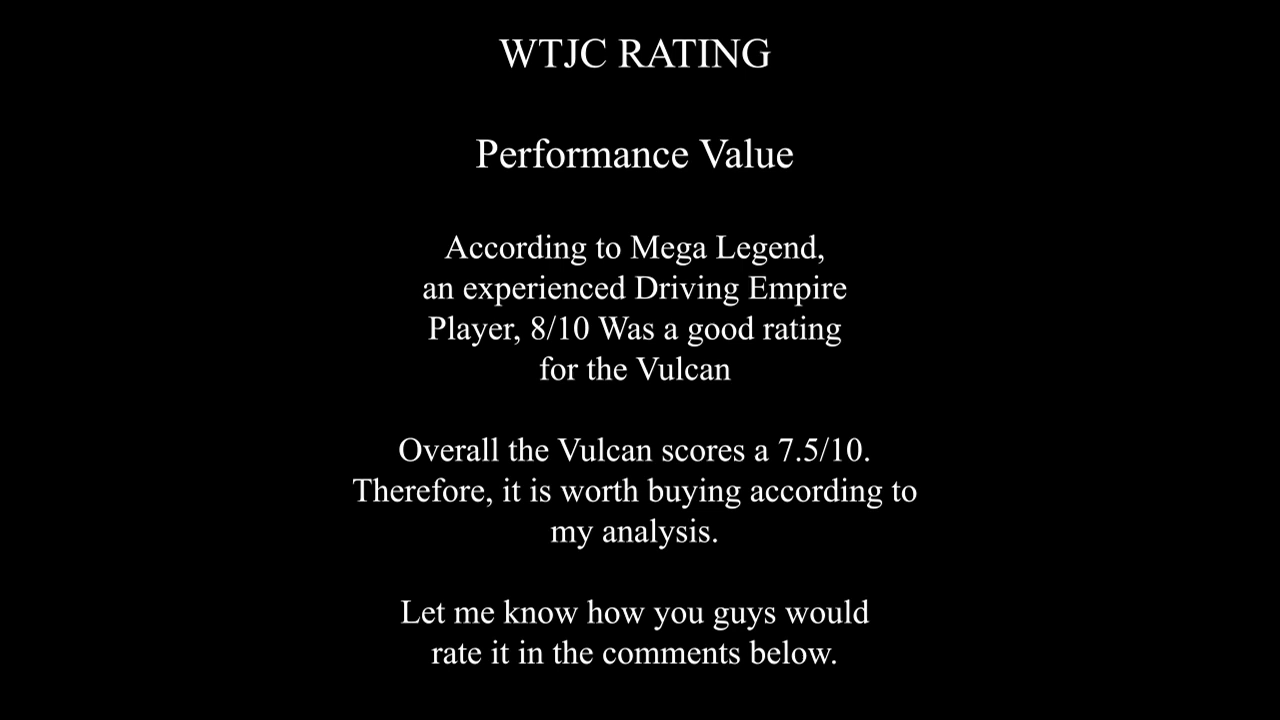 WTJC RATING
Performance Value
According to Mega Legend,
an experienced Driving Empire
Player, 8/10 Was a good rating
for the Vulcan
Overall the Vulcan scores a 7.5/10.
Therefore, it is worth buying according to
my analysis.
Let me know how you guys would
rate it in the comments below.